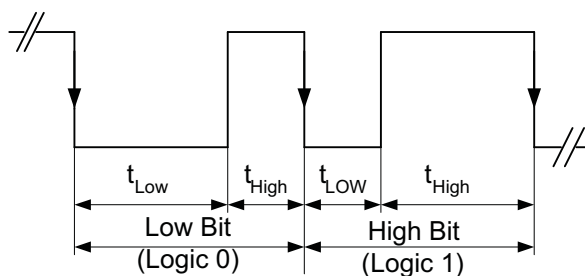 tLow tHigh tLOW tHigh
Low Bit High Bit
(Logic 0) (Logic 1)